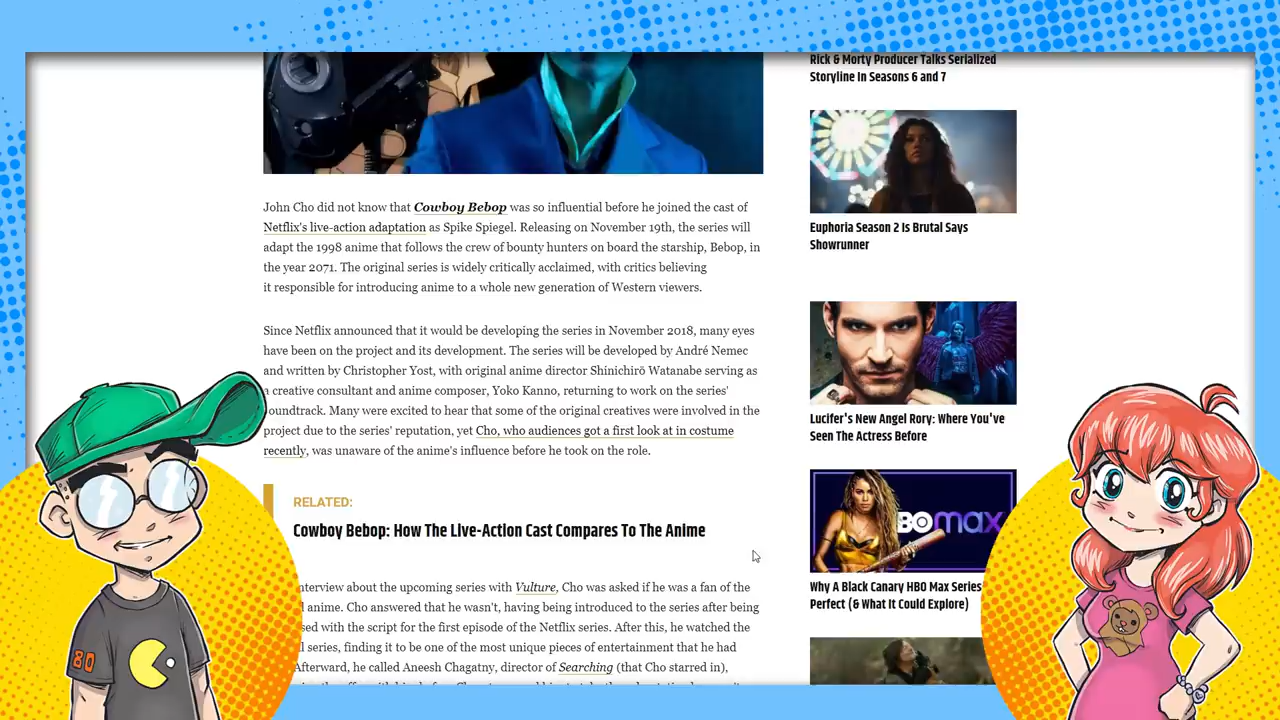 John Cho did not know that Cowboy Bebop was so influential before he joined the cast of
Netflix's live-action adaptation as Spike Spiegel. Releasing on November 19th, the series will
adapt the 1998 anime that follows the crew of bounty hunters on board the starship, Bebop, in
the year 2071. The original series is widely critically acclaimed, with critics believing
it responsible for introducing anime to a whole new generation of Western viewers.
Since Netflix announced that it would be developing the series in November 2018, many eyes
have been on the project and its development. The series will be developed by André Nemec
and written by Christopher Yost, with original anime director Shinichirō Watanabe serving as
a creative consultant and anime composer, Yoko Kanno, returning to work on the series'
oundtrack. Many were excited to hear that some of the original creatives were involved in the
project due to the series' reputation, yet Cho, who audiences got a first look at in costume
recently, was unaware of the anime's influence before he took on the role.
RELATED:
Cowboy Bebop: How The Live-Action Cast Compares To The Anime
nterview about the upcoming series with Vulture, Cho was asked if he was a fan of the
anime. Cho answered that he wasn't, having being introduced to the series after being
sed with the script for the first episode of the Netflix series. After this, he watched the
l series, finding it to be one of the most unique pieces of entertainment that he had
Afterward, he called Aneesh Chagatny, director of Searching (that Cho starred in),
Rick & Morty Producer Talks Serialized
Storyline In Seasons 6 and 7
Euphoria Season 2 Is Brutal Says
Showrunner
Lucifer's New Angel Rory: Where You've
Seen The Actress Before
BO max
Why A Black Canary HBO Max Series
Perfect (& What It Could Explore)
80